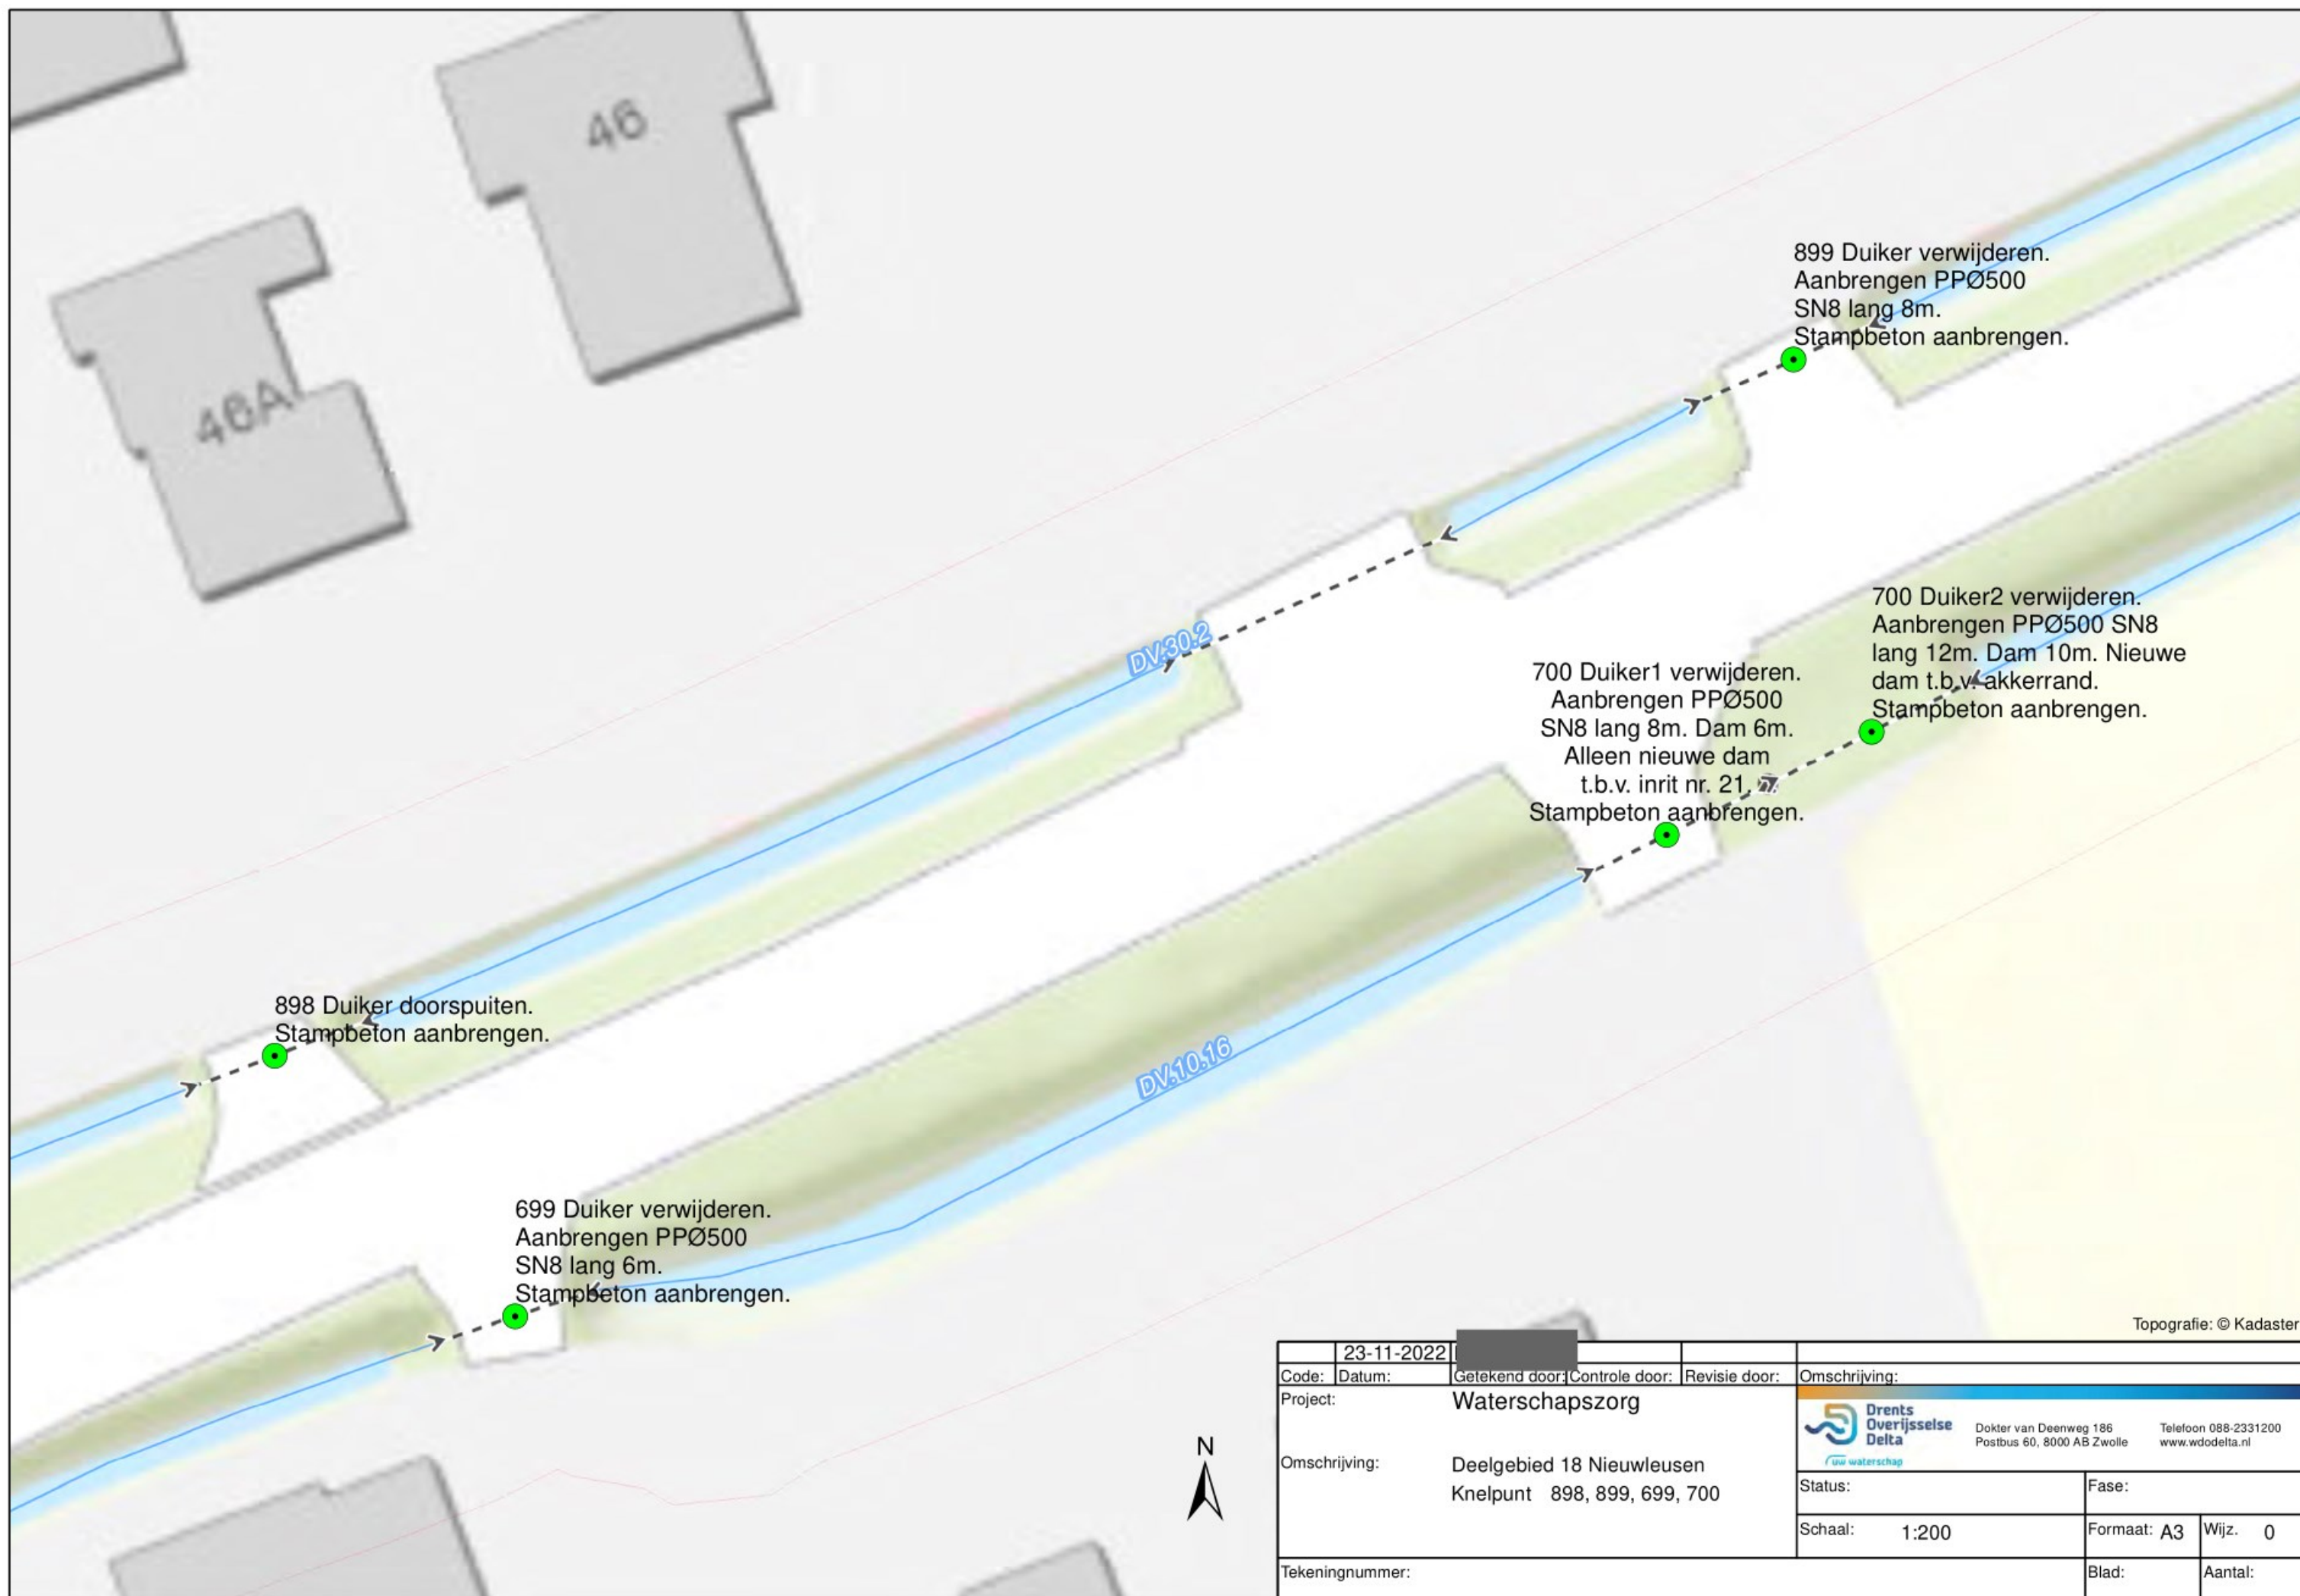 46
46A
899 Duiker verwijderen.
Aanbrengen PPØ500
SN8 lang 8m.
Stampbeton aanbrengen.
700 Duiker2 verwijderen.
Aanbrengen PPØ500 SN8
lang 12m. Dam 10m. Nieuwe
dam t.b.v. akkerrand.
Stampbeton aanbrengen.
DV.30.2
700 Duiker1 verwijderen.
Aanbrengen PPØ500
SN8 lang 8m. Dam 6m.
Alleen nieuwe dam
t.b.v. inrit nr. 21,
Stampbeton aanbrengen.
898 Duiker doorspuiten.
Stampbeton aanbrengen.
DV.10.16
699 Duiker verwijderen.
Aanbrengen PPØ500
SN8 lang 6m.
Stampbeton aanbrengen.
Topografie: © Kadaster
N
23-11-2022
Code: Datum: Getekend door: Controle door: Revisie door: Omschrijving:
Project: Waterschapszorg
Omschrijving: Deelgebied 18 Nieuwleusen
Knelpunt 898, 899, 699, 700
Drents
Overijsselse
Delta
uw waterschap
Dokter van Deenweg 186
Postbus 60, 8000 AB Zwolle
Telefoon 088-2331200
www.wdodelta.nl
Status: Fase:
Schaal: 1:200 Formaat: A3 Wijz. 0
Tekeningnummer: Blad: Aantal: